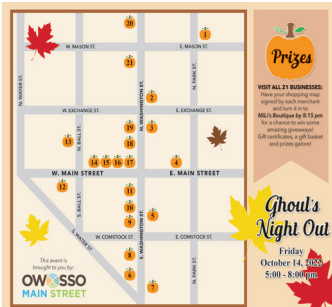 20
1
W. MASON ST.
E. MASON ST.
21
N. WATER ST.
N. WASHINGTON ST.
N. PARK ST.
2
W. EXCHANGE ST.
E. EXCHANGE ST.
19
3
N. BALL ST.
13
18
14 15 16 17
4
W. MAIN STREET
E. MAIN STREET
12
11
S. BALL ST.
10
5
9
S. WATER ST.
S. WASHINGTON ST.
W. COMSTOCK ST.
E. COMSTOCK ST.
8
S. PARK ST.
6
7
This event is
brought to you by:
OWOSSO
MAIN STREET
Prizes
VISIT ALL 21 BUSINESSES:
Have your shopping map
signed by each merchant
and turn it in to
MiLi's Boutique by 8:15 pm
for a chance to win some
amazing giveaways!
Gift certificates, a gift basket
and prizes galore!
Ghoul's
Night Out
Friday
October 14, 2022
5:00 - 8:00 pm